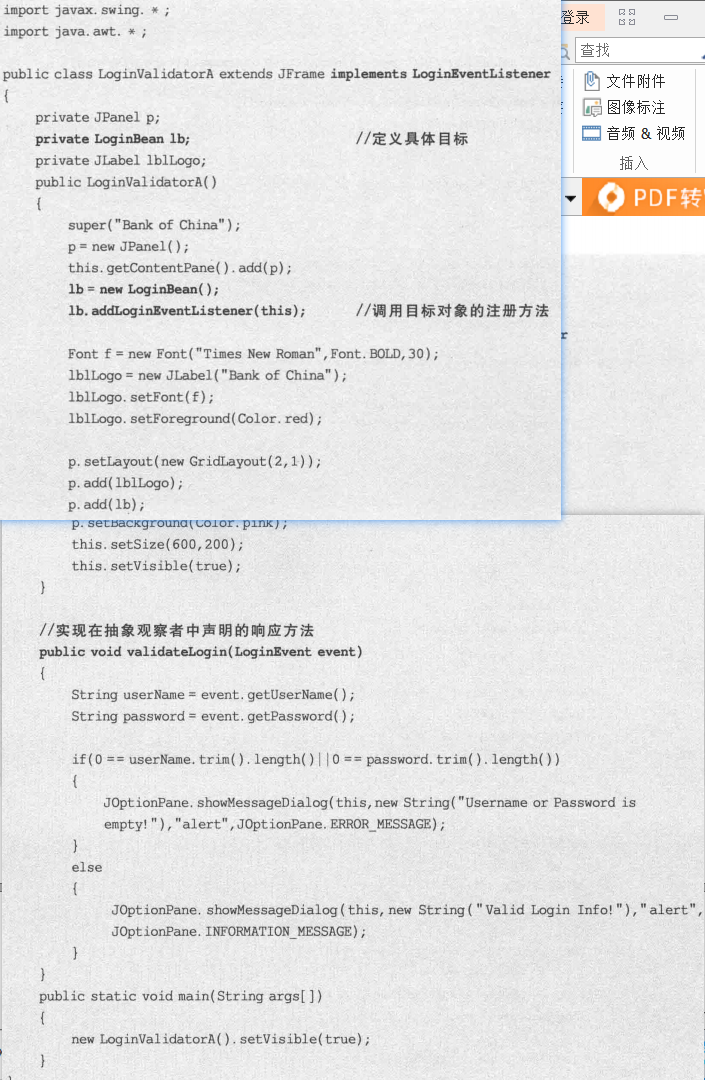 import javax.swing. * ;
import java.awt. * ;
public class LoginValidatorA extends JFrame implements LoginEventListener
{
private JPanel p;
private LoginBean lb; //定义具体目标
private JLabel lblLogo;
public LoginValidatorA()
{
super("Bank of China");
p = new JPanel();
this.getContentPane().add(p);
lb = new LoginBean();
lb.addLoginEventListener(this); //调用目标对象的注册方法
Font f = new Font("Times New Roman",Font.BOLD,30);
lblLogo = new JLabel("Bank of China");
lblLogo.setFont(f);
lblLogo.setForeground(Color.red);
p.setLayout(new GridLayout(2,1));
p.add(lblLogo);
p.add(lb);
p.setBackground(Color.pink);
this.setSize(600,200);
this.setVisible(true);
}
//实现在抽象观察者中声明的响应方法
public void validateLogin(LoginEvent event)
{
String userName = event.getUserName();
String password = event.getPassword();
if(0 == userName.trim().length()||0 == password.trim().length())
{
JOptionPane.showMessageDialog(this,new String("Username or Password is
empty!"),"alert",JOptionPane.ERROR_MESSAGE);
}
else
{
JOptionPane.showMessageDialog(this,new String("Valid Login Info!"),"alert",
JOptionPane.INFORMATION_MESSAGE);
}
}
public static void main(String args[])
{
new LoginValidatorA().setVisible(true);
}
登录
查找
文件附件
图像标注
音频 & 视频
插入
PDF转
r